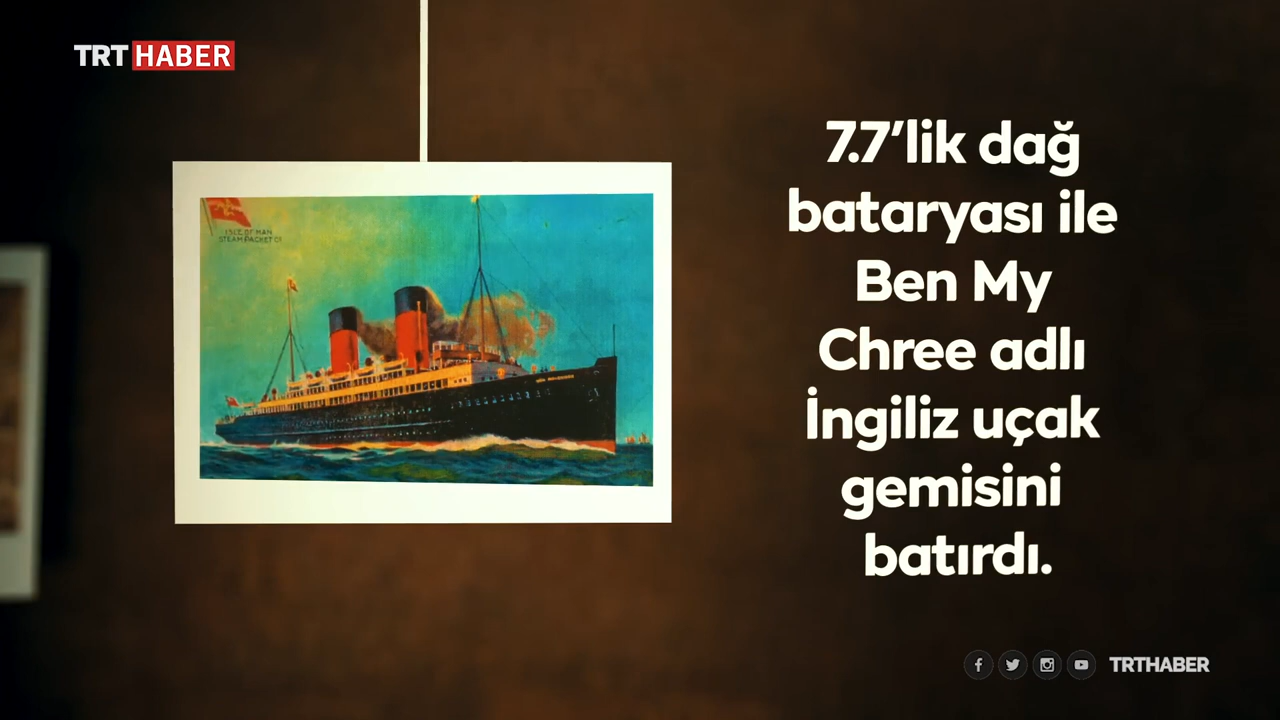 TRT HABER
ISLE OF MAN
STEAM PACKET Co
7.7’lik dağ
bataryası ile
Ben My
Chree adlı
İngiliz uçak
gemisini
batırdı.
TRTHABER